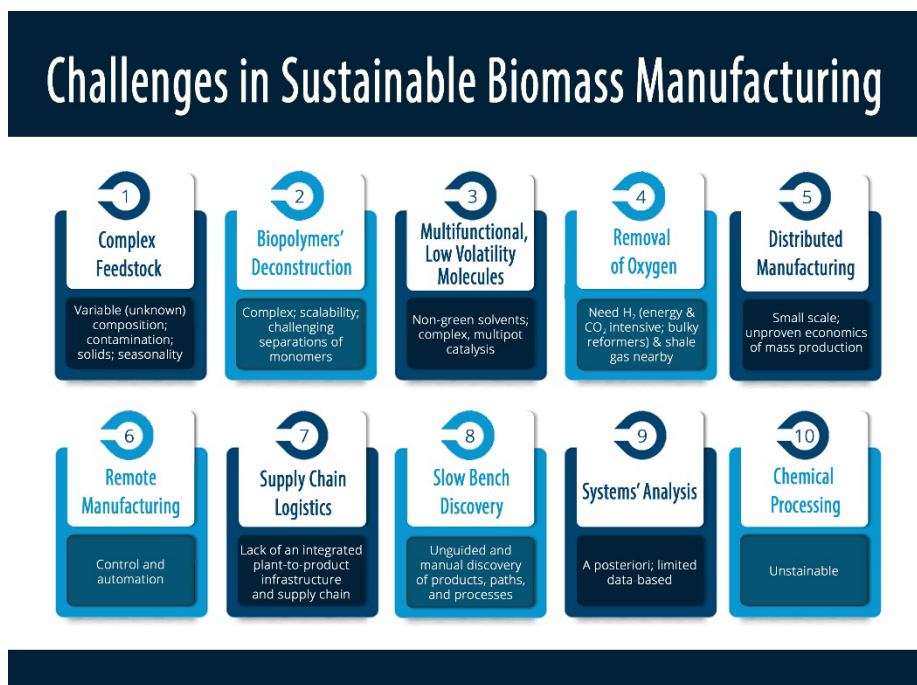 Challenges in Sustainable Biomass Manufacturing
1
Complex
Feedstock
Variable (unknown)
composition;
contamination;
solids; seasonality
2
Biopolymers'
Deconstruction
Complex; scalability;
challenging
separations of
monomers
3
Multifunctional,
Low Volatility
Molecules
Non-green solvents;
complex, multipot
catalysis
4
Removal
of Oxygen
Need H₂ (energy &
CO₂ intensive; bulky
reformers) & shale
gas nearby
5
Distributed
Manufacturing
Small scale;
unproven economics
of mass production
6
Remote
Manufacturing
Control and
automation
7
Supply Chain
Logistics
Lack of an integrated
plant-to-product
infrastructure
and supply chain
8
Slow Bench
Discovery
Unguided and
manual discovery
of products, paths,
and processes
9
Systems' Analysis
A posteriori; limited
data based
10
Chemical
Processing
Unstainable